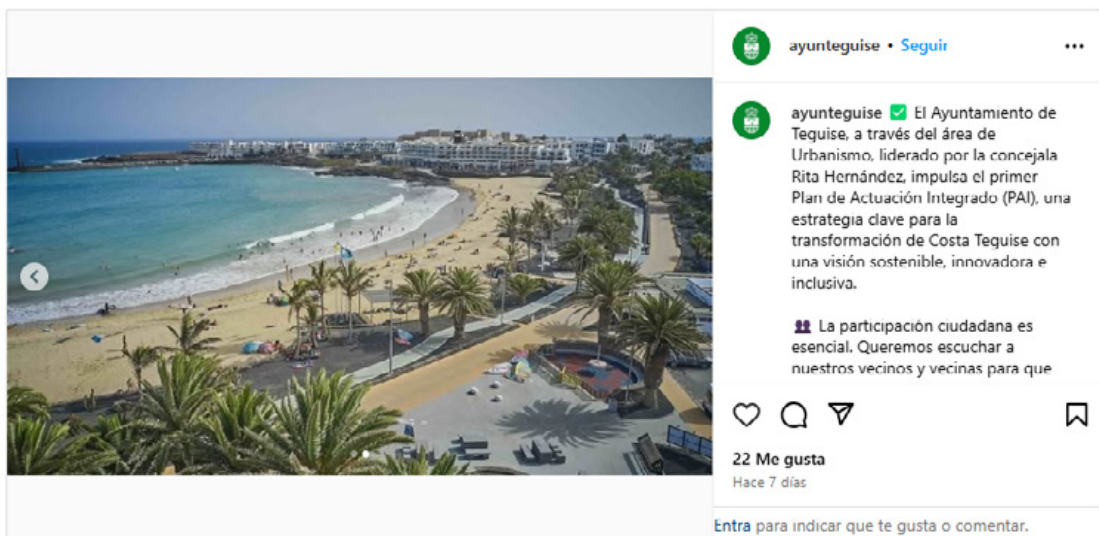 ayunteguise • Seguir
ayunteguise ✅ El Ayuntamiento de
Teguise, a través del área de
Urbanismo, liderado por la concejala
Rita Hernández, impulsa el primer
Plan de Actuación Integrado (PAI), una
estrategia clave para la
transformación de Costa Teguise con
una visión sostenible, innovadora e
inclusiva.
👥 La participación ciudadana es
esencial. Queremos escuchar a
nuestros vecinos y vecinas para que
22 Me gusta
Hace 7 días
Entra para indicar que te gusta o comentar.